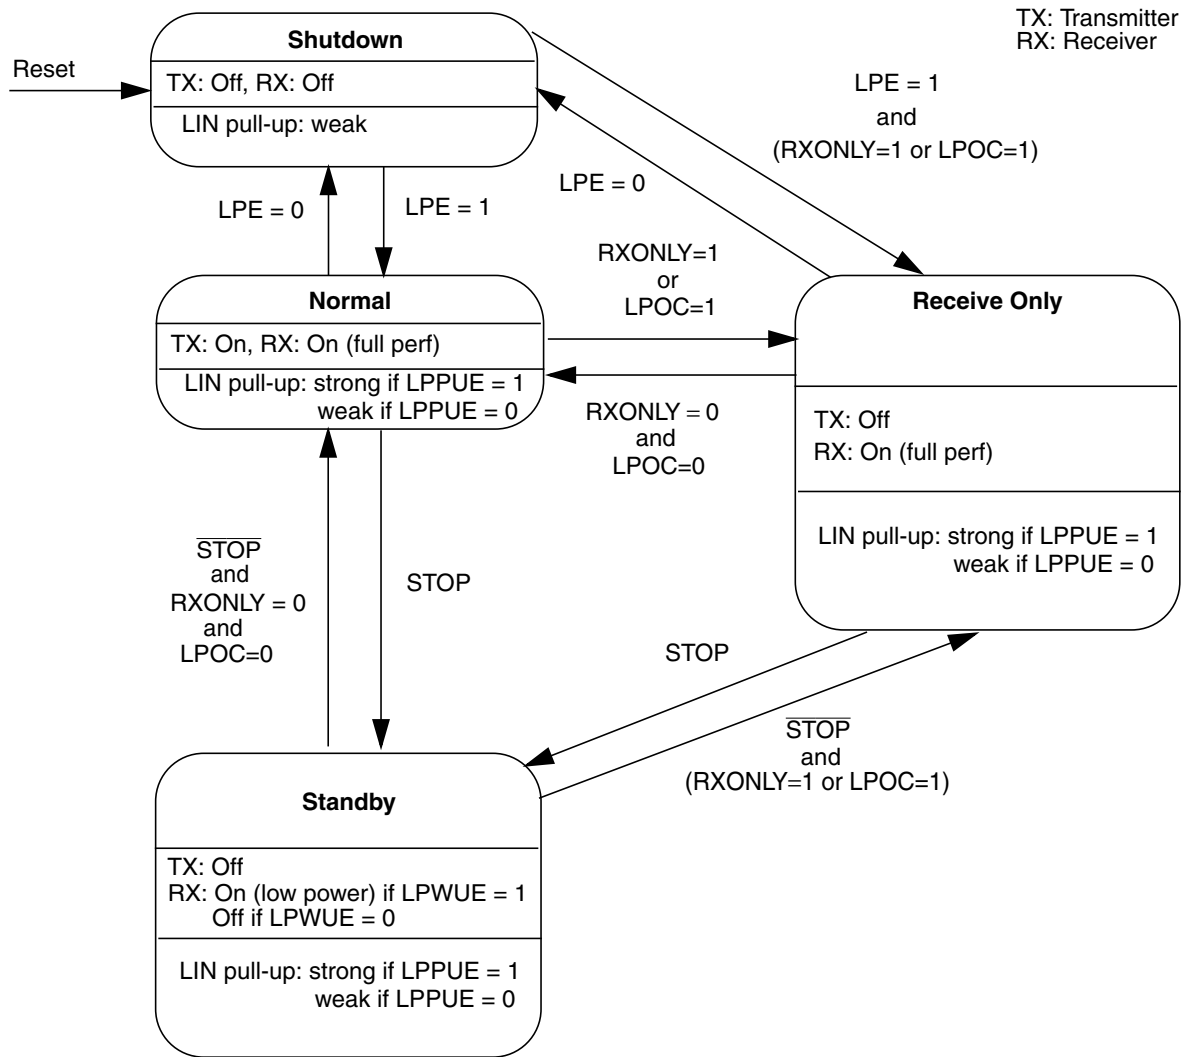 TX: Transmitter
RX: Receiver
Reset
Shutdown
TX: Off, RX: Off
LIN pull-up: weak
LPE = 1
and
(RXONLY=1 or LPOC=1)
LPE = 0
LPE = 0
LPE = 1
RXONLY=1
or
LPOC=1
Normal
TX: On, RX: On (full perf)
LIN pull-up: strong if LPPUE = 1
weak if LPPUE = 0
Receive Only
TX: Off
RX: On (full perf)
LIN pull-up: strong if LPPUE = 1
weak if LPPUE = 0
RXONLY = 0
and
LPOC=0
S̅T̅O̅P̅
and
RXONLY = 0
and
LPOC=0
STOP
STOP
S̅T̅O̅P̅
and
(RXONLY=1 or LPOC=1)
Standby
TX: Off
RX: On (low power) if LPWUE = 1
Off if LPWUE = 0
LIN pull-up: strong if LPPUE = 1
weak if LPPUE = 0